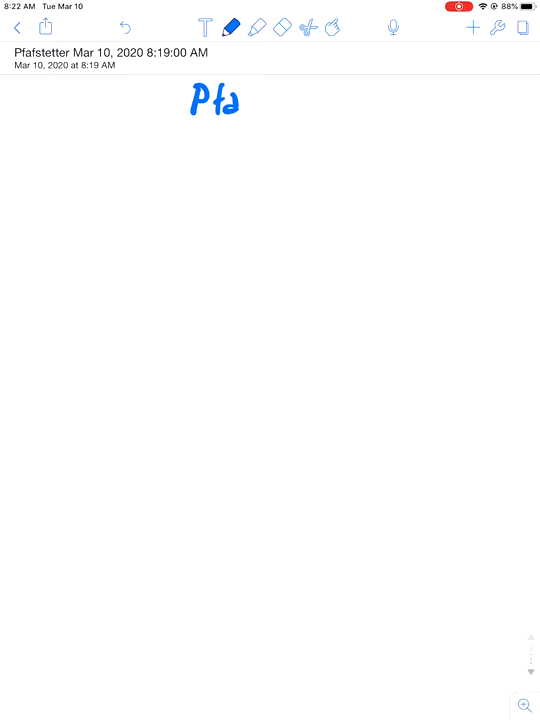 8:22 AM Tue Mar 10 88%
T
Pfafstetter Mar 10, 2020 8:19:00 AM
Mar 10, 2020 at 8:19 AM
Pfa